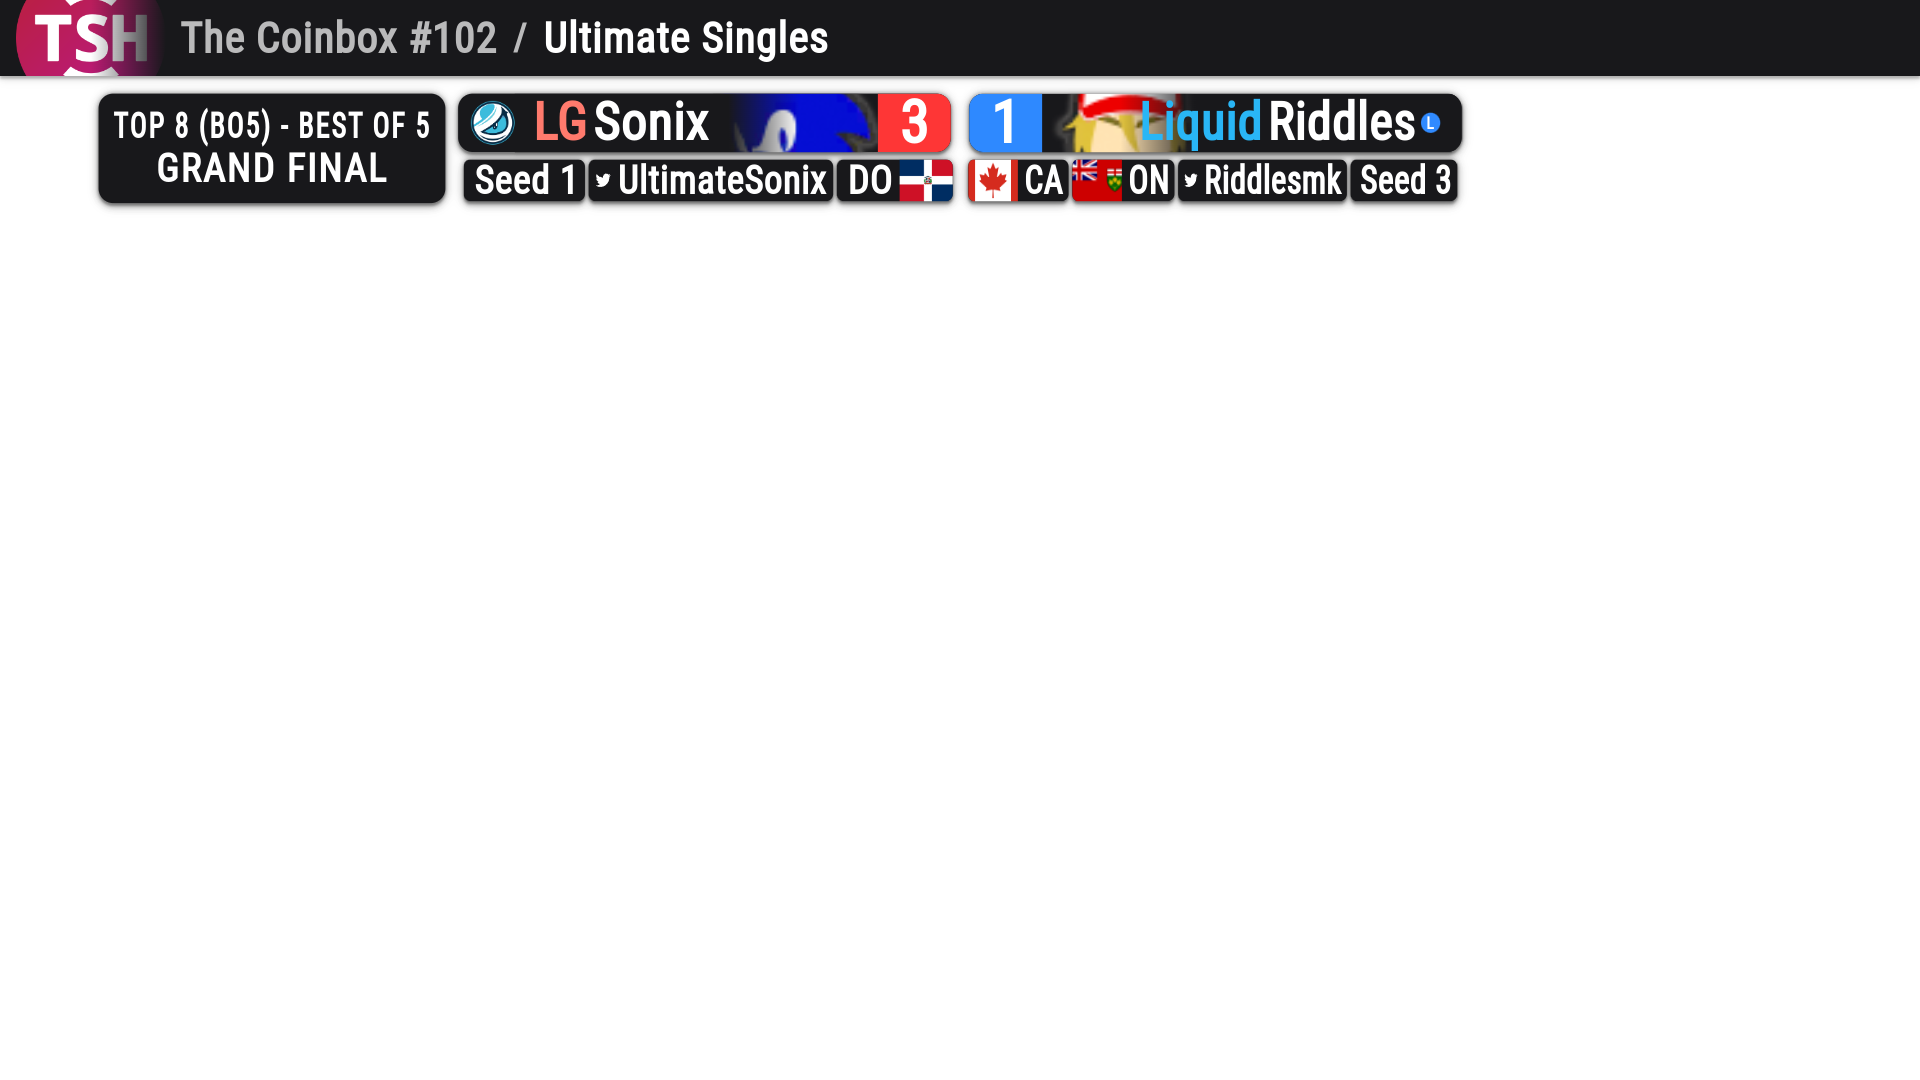 TSH The Coinbox #102 / Ultimate Singles
TOP 8 (BO5) - BEST OF 5
GRAND FINAL
LG Sonix 3
Seed 1 UltimateSonix DO
1 Liquid Riddles L
CA ON Riddlesmk Seed 3